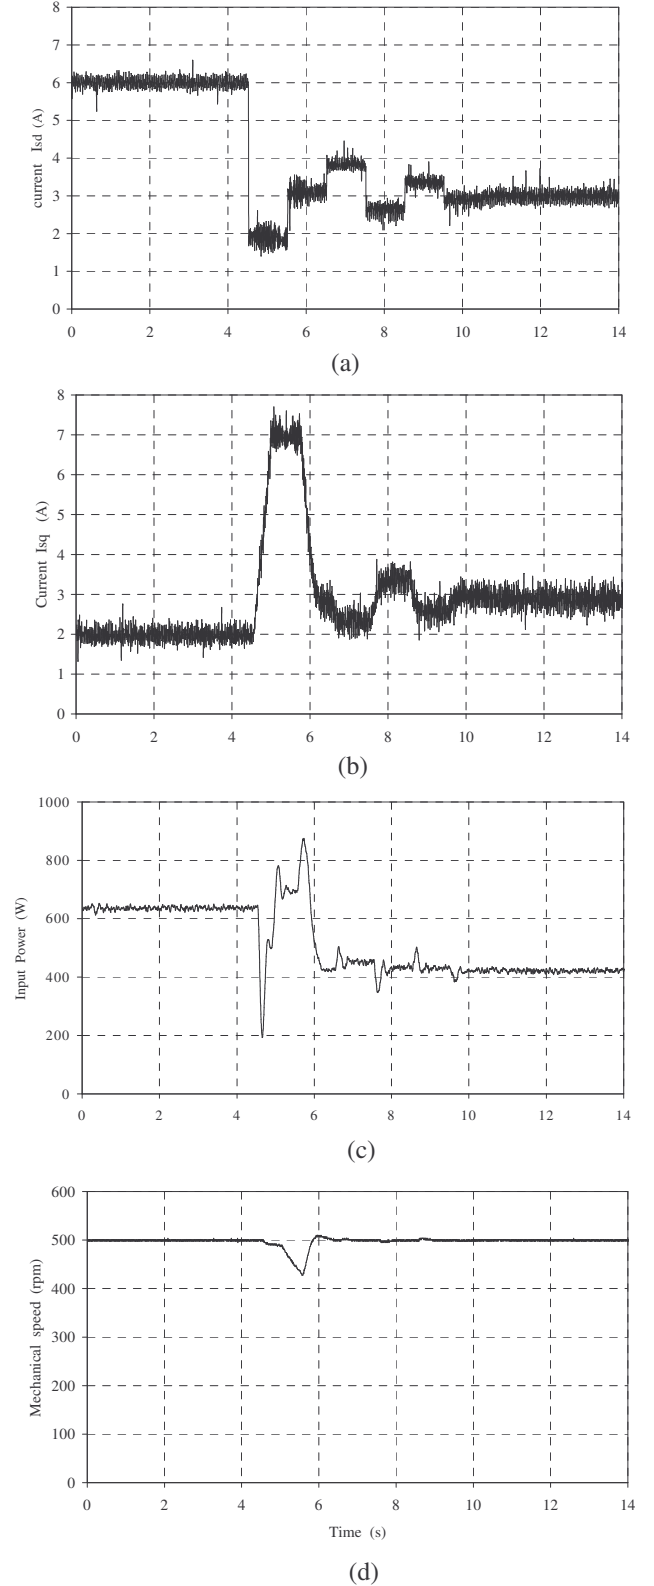 8
7
6
5
4
3
2
1
0
current Isd (A)
0 2 4 6 8 10 12 14
(a)
8
7
6
5
4
3
2
1
0
Current Isq (A)
0 2 4 6 8 10 12 14
(b)
1000
800
600
400
200
0
Input Power (W)
0 2 4 6 8 10 12 14
(c)
600
500
400
300
200
100
0
Mechanical speed (rpm)
0 2 4 6 8 10 12 14
Time (s)
(d)